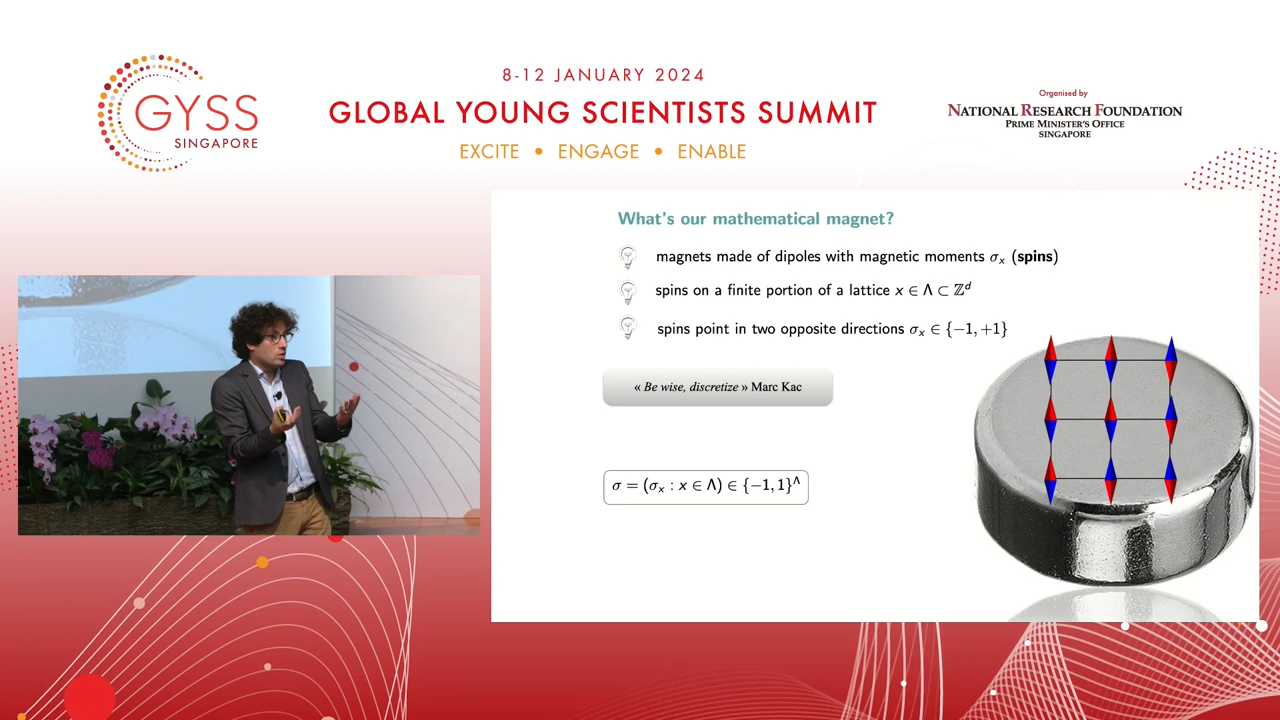 GYSS
SINGAPORE
8-12 JANUARY 2024
GLOBAL YOUNG SCIENTISTS SUMMIT
EXCITE • ENGAGE • ENABLE
Organised by
NATIONAL RESEARCH FOUNDATION
PRIME MINISTER'S OFFICE
SINGAPORE
What's our mathematical magnet?
magnets made of dipoles with magnetic moments σₓ (spins)
spins on a finite portion of a lattice x ∈ Λ ⊂ ℤᵈ
spins point in two opposite directions σₓ ∈ {−1, +1}
« Be wise, discretize » Marc Kac
σ = (σₓ : x ∈ Λ) ∈ {−1, 1}^Λ